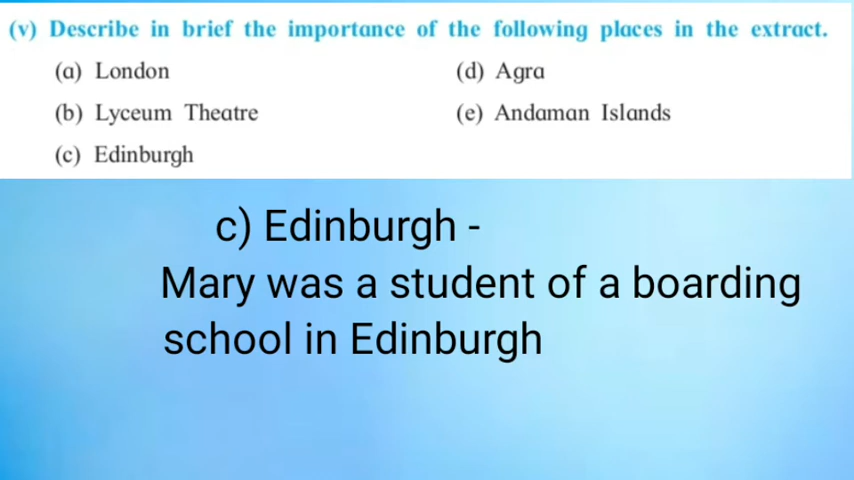 (v) Describe in brief the importance of the following places in the extract.
(a) London
(d) Agra
(b) Lyceum Theatre
(e) Andaman Islands
(c) Edinburgh
c) Edinburgh -
Mary was a student of a boarding
school in Edinburgh